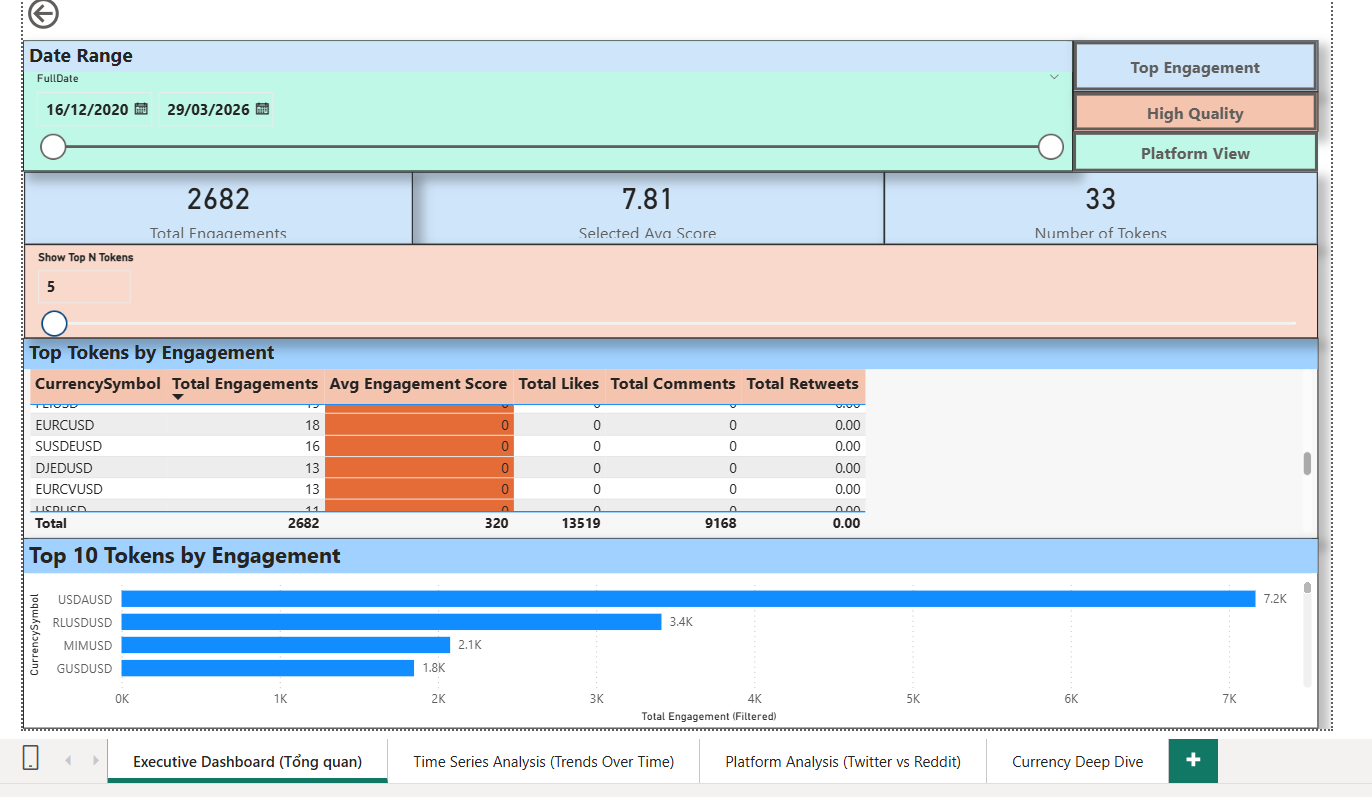 Date Range
Top Engagement
FullDate
16/12/2020 29/03/2026
High Quality
Platform View
2682 7.81 33
Total Engagements Selected Avg Score Number of Tokens
Show Top N Tokens
5
Top Tokens by Engagement
CurrencySymbol Total Engagements Avg Engagement Score Total Likes Total Comments Total Retweets
EURCUSD 18 0 0 0 0.00
SUSDEUSD 16 0 0 0 0.00
DJEDUSD 13 0 0 0 0.00
EURCVUSD 13 0 0 0 0.00
Total 2682 320 13519 9168 0.00
Top 10 Tokens by Engagement
CurrencySymbol
USDAUSD 7.2K
RLUSDUSD 3.4K
MIMUSD 2.1K
GUSDUSD 1.8K
0K 1K 2K 3K 4K 5K 6K 7K
Total Engagement (Filtered)
Executive Dashboard (Tổng quan) Time Series Analysis (Trends Over Time) Platform Analysis (Twitter vs Reddit) Currency Deep Dive